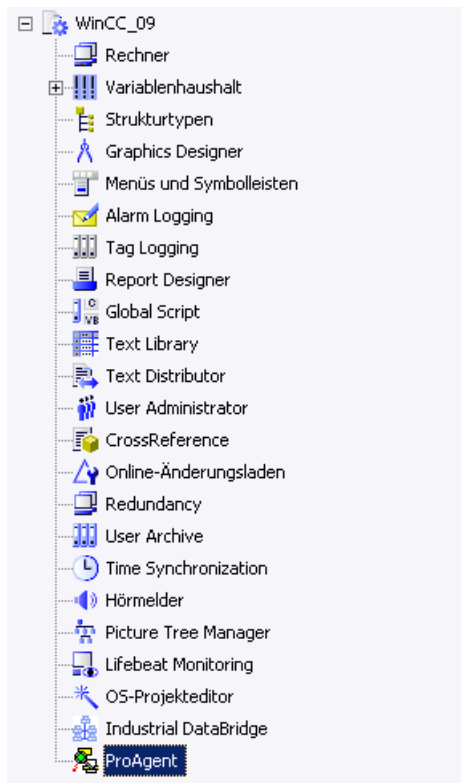 WinCC_09
Rechner
Variablenhaushalt
Strukturtypen
Graphics Designer
Menüs und Symbolleisten
Alarm Logging
Tag Logging
Report Designer
Global Script
Text Library
Text Distributor
User Administrator
CrossReference
Online-Änderungsladen
Redundancy
User Archive
Time Synchronization
Hörmelder
Picture Tree Manager
Lifebeat Monitoring
OS-Projekteditor
Industrial DataBridge
ProAgent